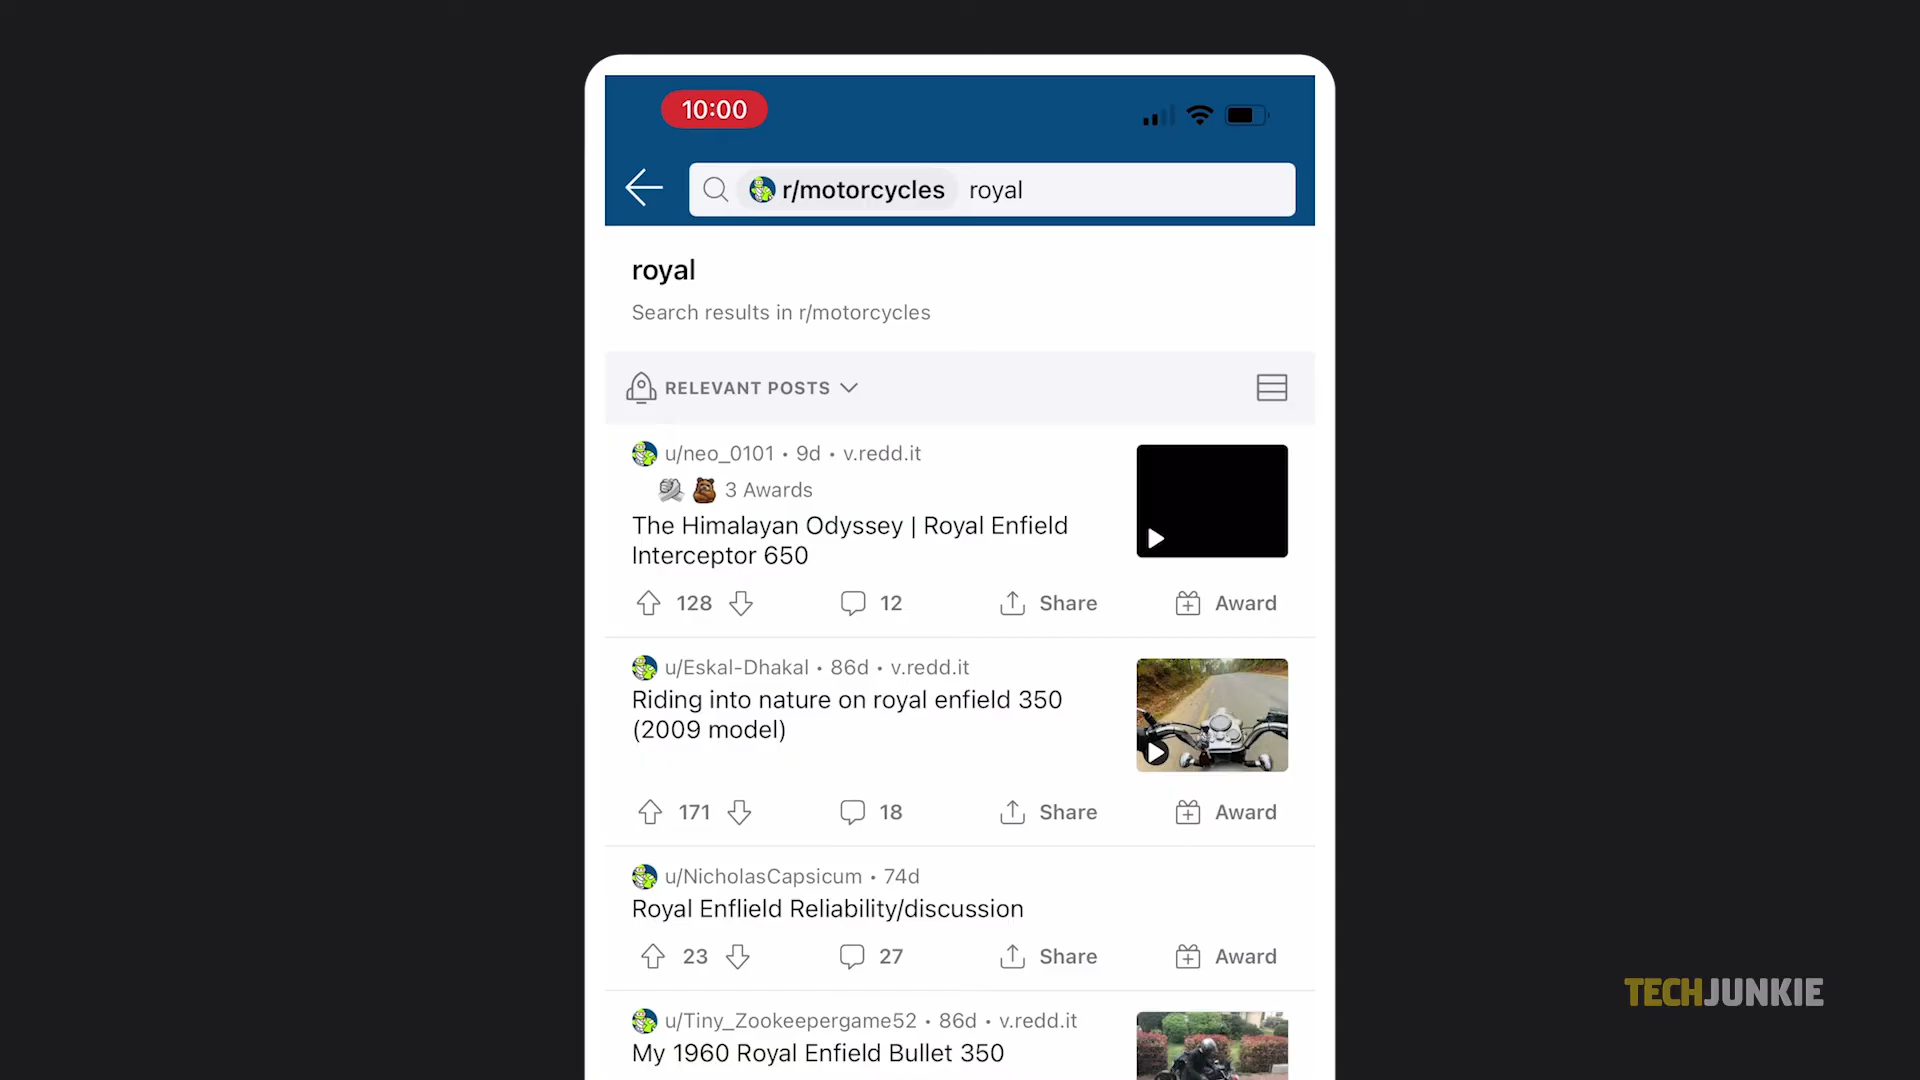 10:00
r/motorcycles royal
royal
Search results in r/motorcycles
RELEVANT POSTS
u/neo_0101 • 9d • v.redd.it
3 Awards
The Himalayan Odyssey | Royal Enfield
Interceptor 650
128 12 Share Award
u/Eskal-Dhakal • 86d • v.redd.it
Riding into nature on royal enfield 350
(2009 model)
171 18 Share Award
u/NicholasCapsicum • 74d
Royal Enflield Reliability/discussion
23 27 Share Award
u/Tiny_Zookeepergame52 • 86d • v.redd.it
My 1960 Royal Enfield Bullet 350
TECHJUNKIE